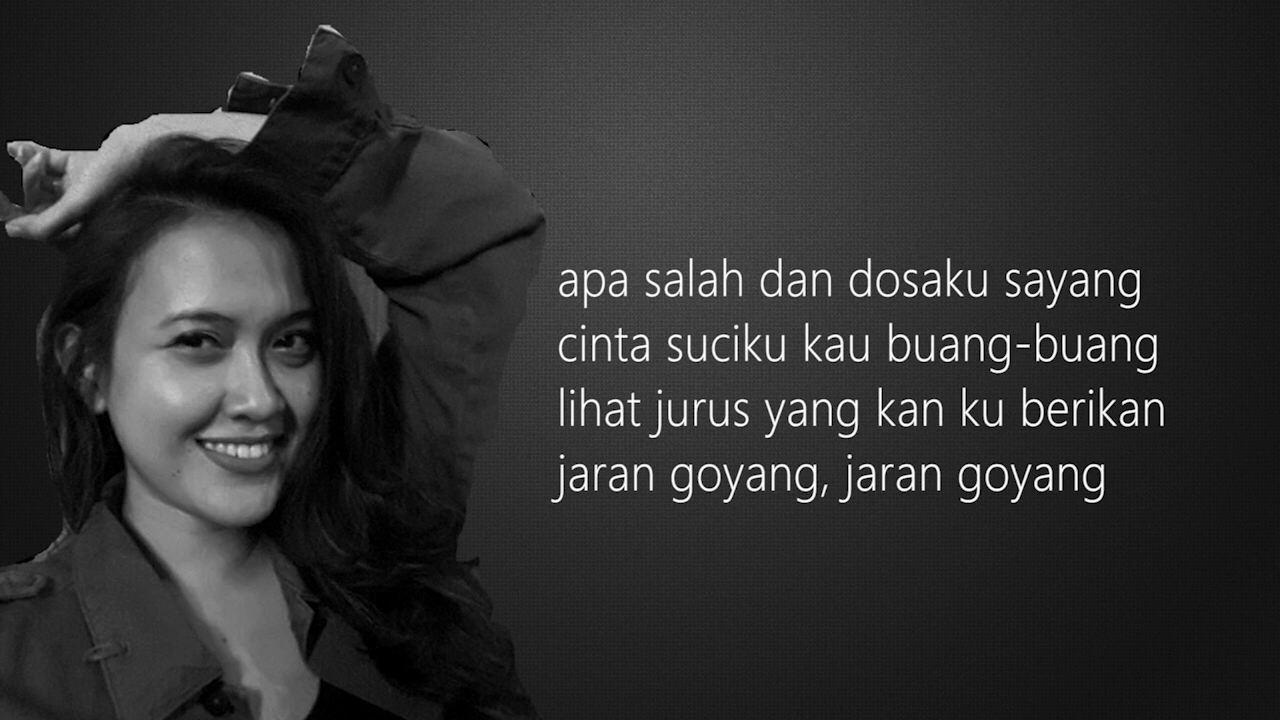 apa salah dan dosaku sayang
cinta suciku kau buang-buang
lihat jurus yang kan ku berikan
jaran goyang, jaran goyang